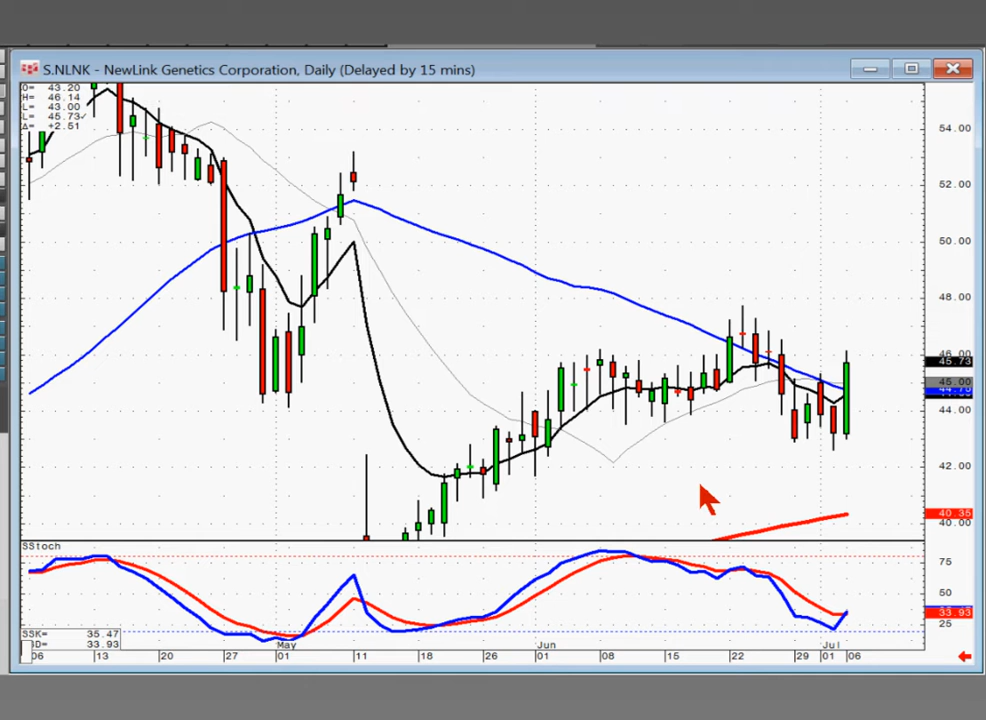 S.NLNK - NewLink Genetics Corporation, Daily (Delayed by 15 mins)
O= 43.20
H= 46.14
L= 43.00
L= 45.73✓
Δ= +2.51
54.00
52.00
50.00
48.00
46.00
45.73
45.00
44.00
42.00
40.35
40.00
SStoch
75
50
33.93
25
SSK= 35.47
SSD= 33.93
May Jun Jul
06 13 20 27 01 11 18 26 01 08 15 22 29 01 06